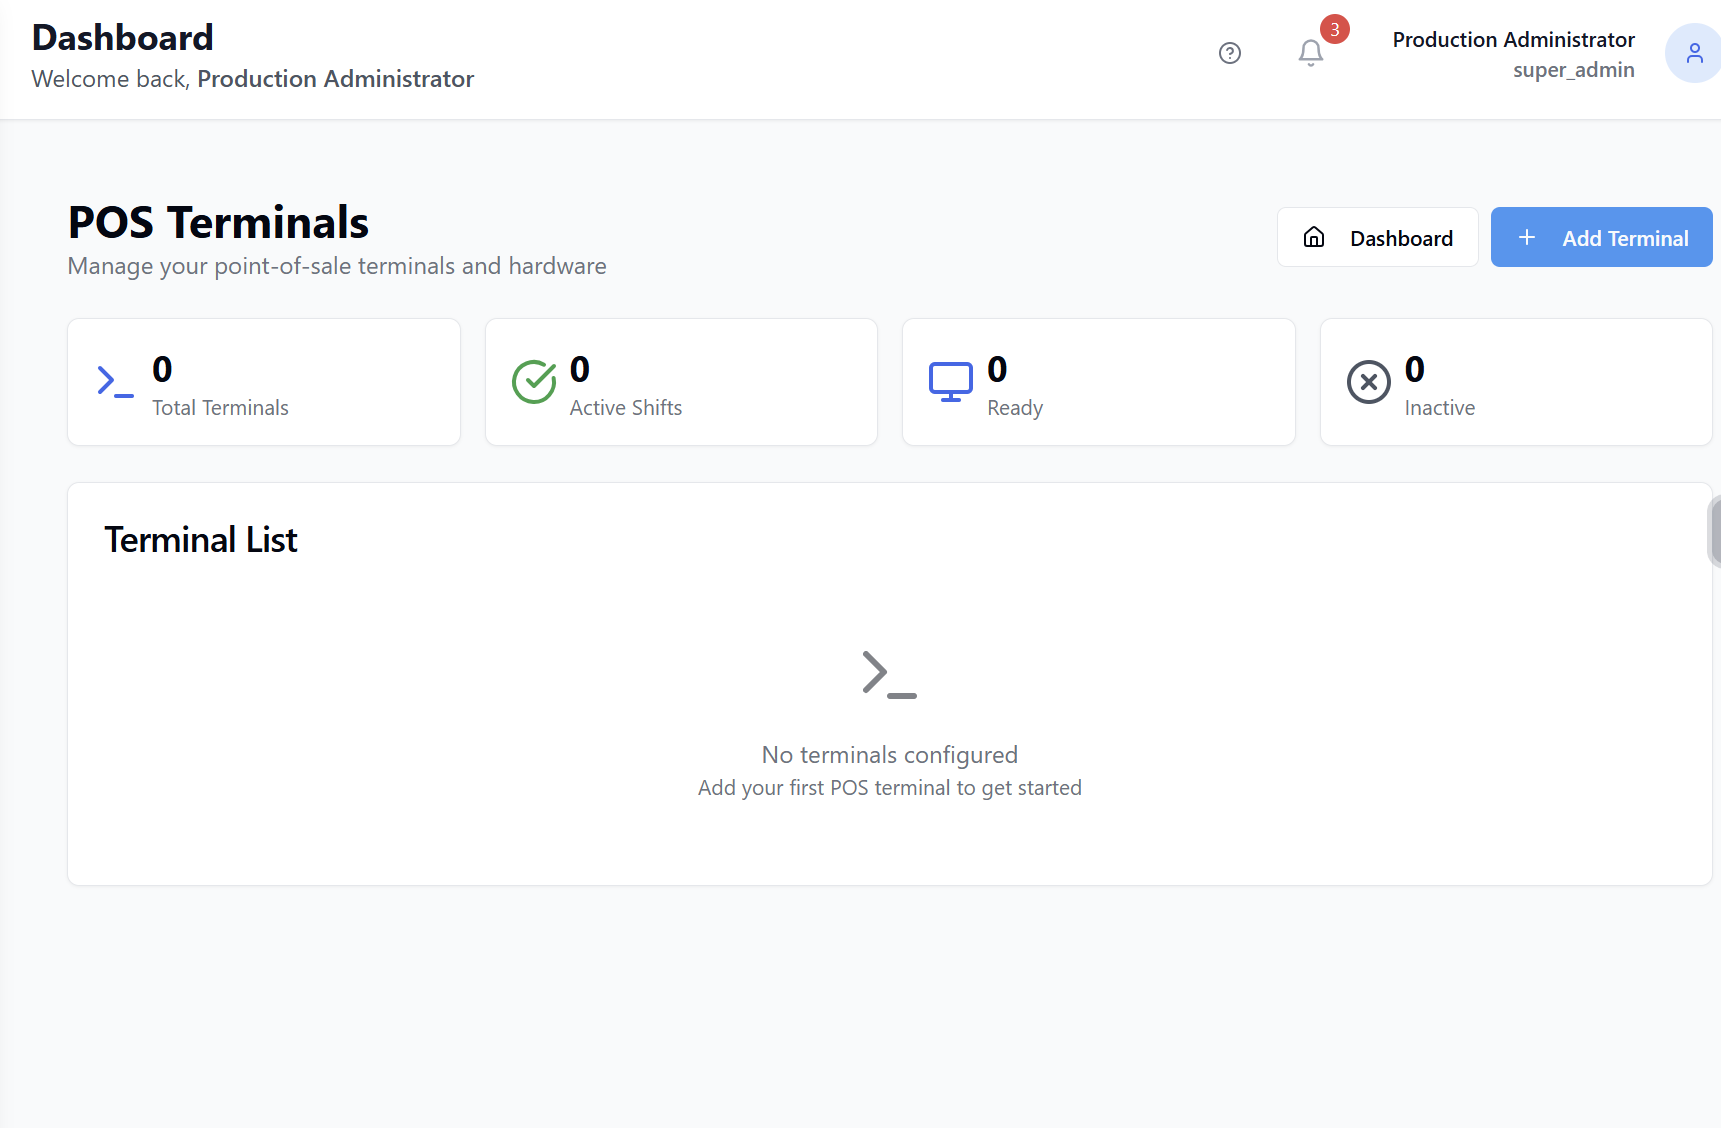 Dashboard
Welcome back, Production Administrator
3
Production Administrator
super_admin
POS Terminals
Manage your point-of-sale terminals and hardware
Dashboard
Add Terminal
0
Total Terminals
0
Active Shifts
0
Ready
0
Inactive
Terminal List
No terminals configured
Add your first POS terminal to get started